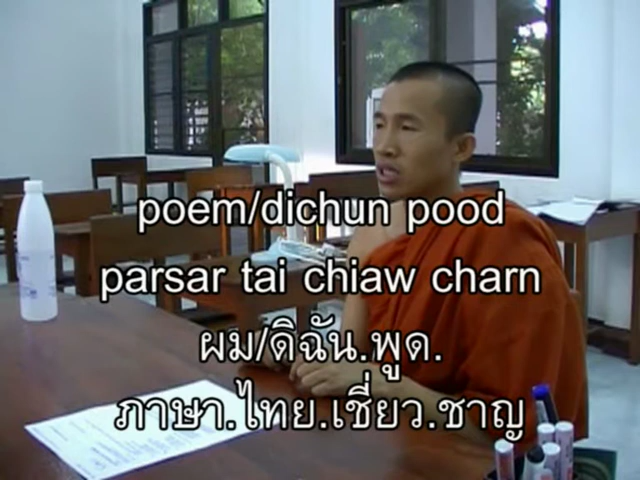 poem/dichun pood
parsar tai chiaw charn
ผม/ดิฉัน.พูด.
ภาษา.ไทย.เชี่ยว.ชาญ